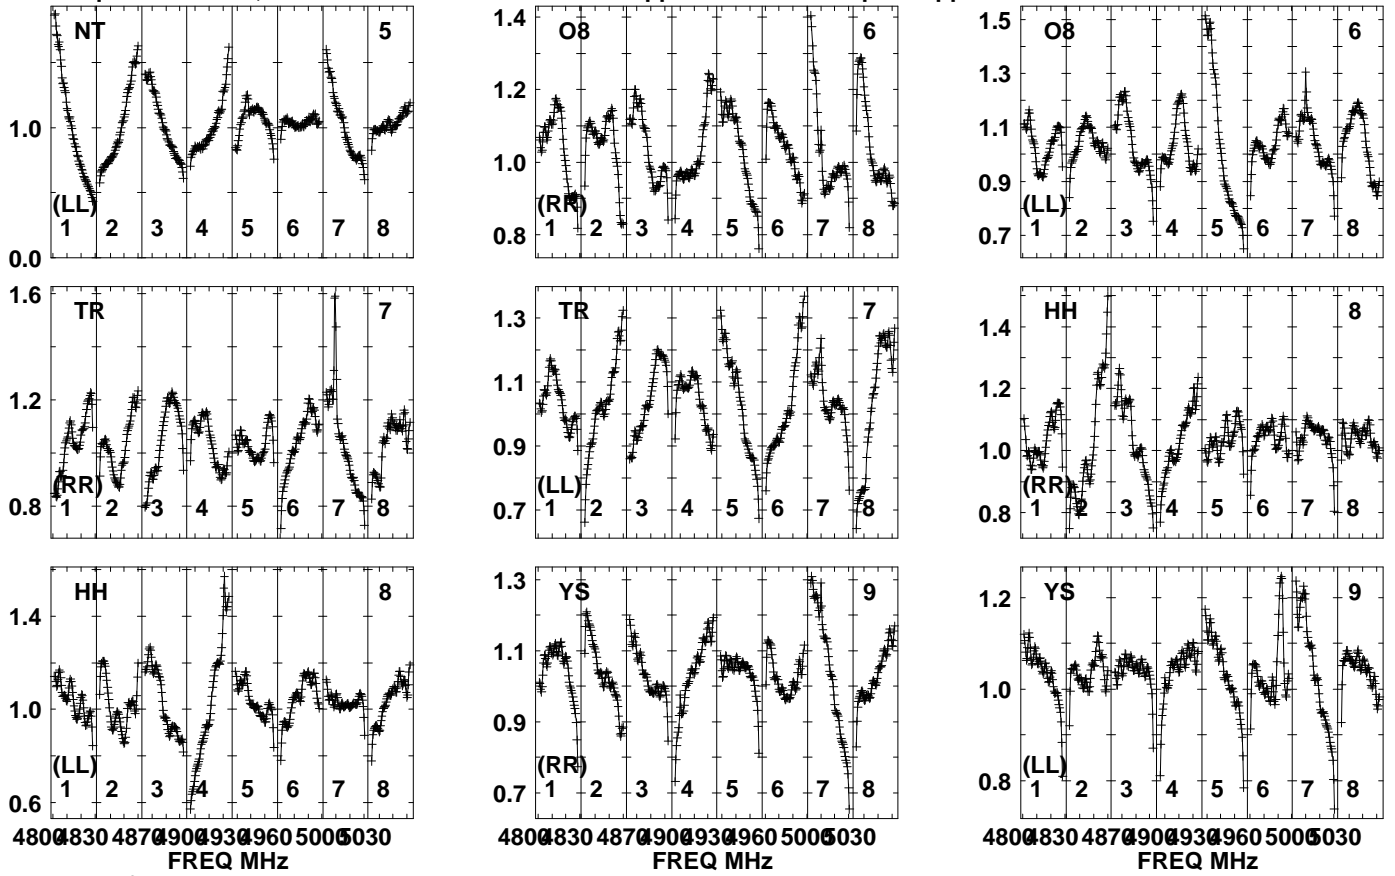 NT 5
1.0
0.0
(LL)
1 2 3 4 5 6 7 8
O8 6
1.4
1.2
1.0
0.8
(RR)
1 2 3 4 5 6 7 8
O8 6
1.5
1.3
1.1
0.9
0.7
(LL)
1 2 3 4 5 6 7 8
TR 7
1.6
1.2
0.8
(RR)
1 2 3 4 5 6 7 8
TR 7
1.3
1.1
0.9
0.7
(LL)
1 2 3 4 5 6 7 8
HH 8
1.4
1.2
1.0
0.8
(RR)
1 2 3 4 5 6 7 8
HH 8
1.4
1.0
0.6
(LL)
1 2 3 4 5 6 7 8
4800 4830 4870 4900 4930 4960 5000 5030
FREQ MHz
YS 9
1.3
1.1
0.9
0.7
(RR)
1 2 3 4 5 6 7 8
4800 4830 4870 4900 4930 4960 5000 5030
FREQ MHz
YS 9
1.2
1.0
0.8
(LL)
1 2 3 4 5 6 7 8
4800 4830 4870 4900 4930 4960 5000 5030
FREQ MHz